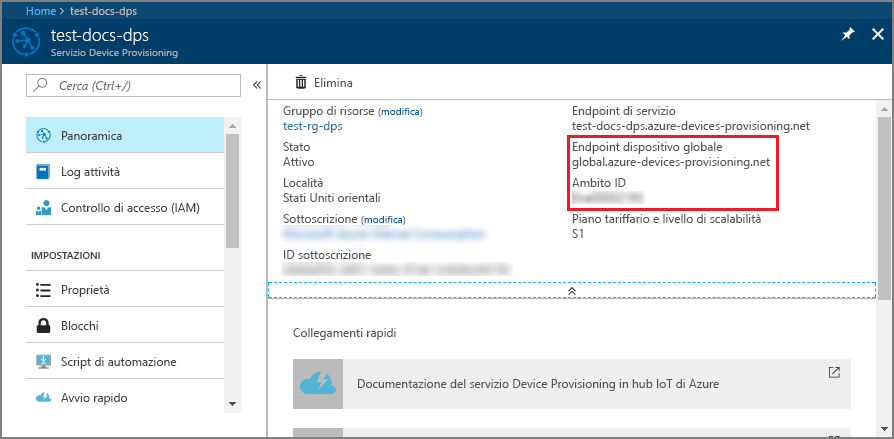 Home > test-docs-dps
test-docs-dps
Servizio Device Provisioning
Cerca (Ctrl+/)
Panoramica
Log attività
Controllo di accesso (IAM)
IMPOSTAZIONI
Proprietà
Blocchi
Script di automazione
Avvio rapido
Elimina
Gruppo di risorse (modifica)
test-rg-dps
Stato
Attivo
Località
Stati Uniti orientali
Sottoscrizione (modifica)
ID sottoscrizione
Endpoint di servizio
test-docs-dps.azure-devices-provisioning.net
Endpoint dispositivo globale
global.azure-devices-provisioning.net
Ambito ID
Piano tariffario e livello di scalabilità
S1
Collegamenti rapidi
Documentazione del servizio Device Provisioning in hub IoT di Azure